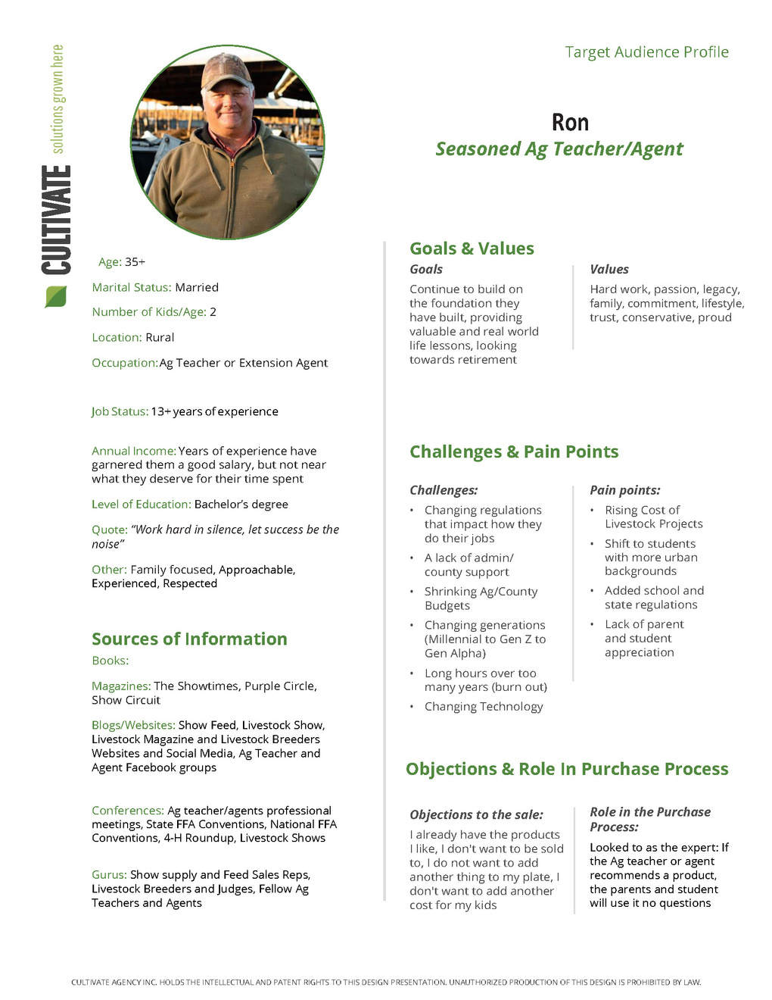 Target Audience Profile
CULTIVATE solutions grown here
Ron
Seasoned Ag Teacher/Agent
Age: 35+
Marital Status: Married
Number of Kids/Age: 2
Location: Rural
Occupation:Ag Teacher or Extension Agent
Job Status: 13+ years of experience
Annual Income: Years of experience have
garnered them a good salary, but not near
what they deserve for their time spent
Level of Education: Bachelor’s degree
Quote: “Work hard in silence, let success be the
noise”
Other: Family focused, Approachable,
Experienced, Respected
Sources of Information
Books:
Magazines: The Showtimes, Purple Circle,
Show Circuit
Blogs/Websites: Show Feed, Livestock Show,
Livestock Magazine and Livestock Breeders
Websites and Social Media, Ag Teacher and
Agent Facebook groups
Conferences: Ag teacher/agents professional
meetings, State FFA Conventions, National FFA
Conventions, 4-H Roundup, Livestock Shows
Gurus: Show supply and Feed Sales Reps,
Livestock Breeders and Judges, Fellow Ag
Teachers and Agents
Goals & Values
Goals
Continue to build on
the foundation they
have built, providing
valuable and real world
life lessons, looking
towards retirement
Values
Hard work, passion, legacy,
family, commitment, lifestyle,
trust, conservative, proud
Challenges & Pain Points
Challenges:
• Changing regulations
that impact how they
do their jobs
• A lack of admin/
county support
• Shrinking Ag/County
Budgets
• Changing generations
(Millennial to Gen Z to
Gen Alpha)
• Long hours over too
many years (burn out)
• Changing Technology
Pain points:
• Rising Cost of
Livestock Projects
• Shift to students
with more urban
backgrounds
• Added school and
state regulations
• Lack of parent
and student
appreciation
Objections & Role In Purchase Process
Objections to the sale:
I already have the products
I like, I don't want to be sold
to, I do not want to add
another thing to my plate, I
don't want to add another
cost for my kids
Role in the Purchase
Process:
Looked to as the expert: If
the Ag teacher or agent
recommends a product,
the parents and student
will use it no questions
CULTIVATE AGENCY INC. HOLDS THE INTELLECTUAL AND PATENT RIGHTS TO THIS DESIGN PRESENTATION. UNAUTHORIZED PRODUCTION OF THIS DESIGN IS PROHIBITED BY LAW.